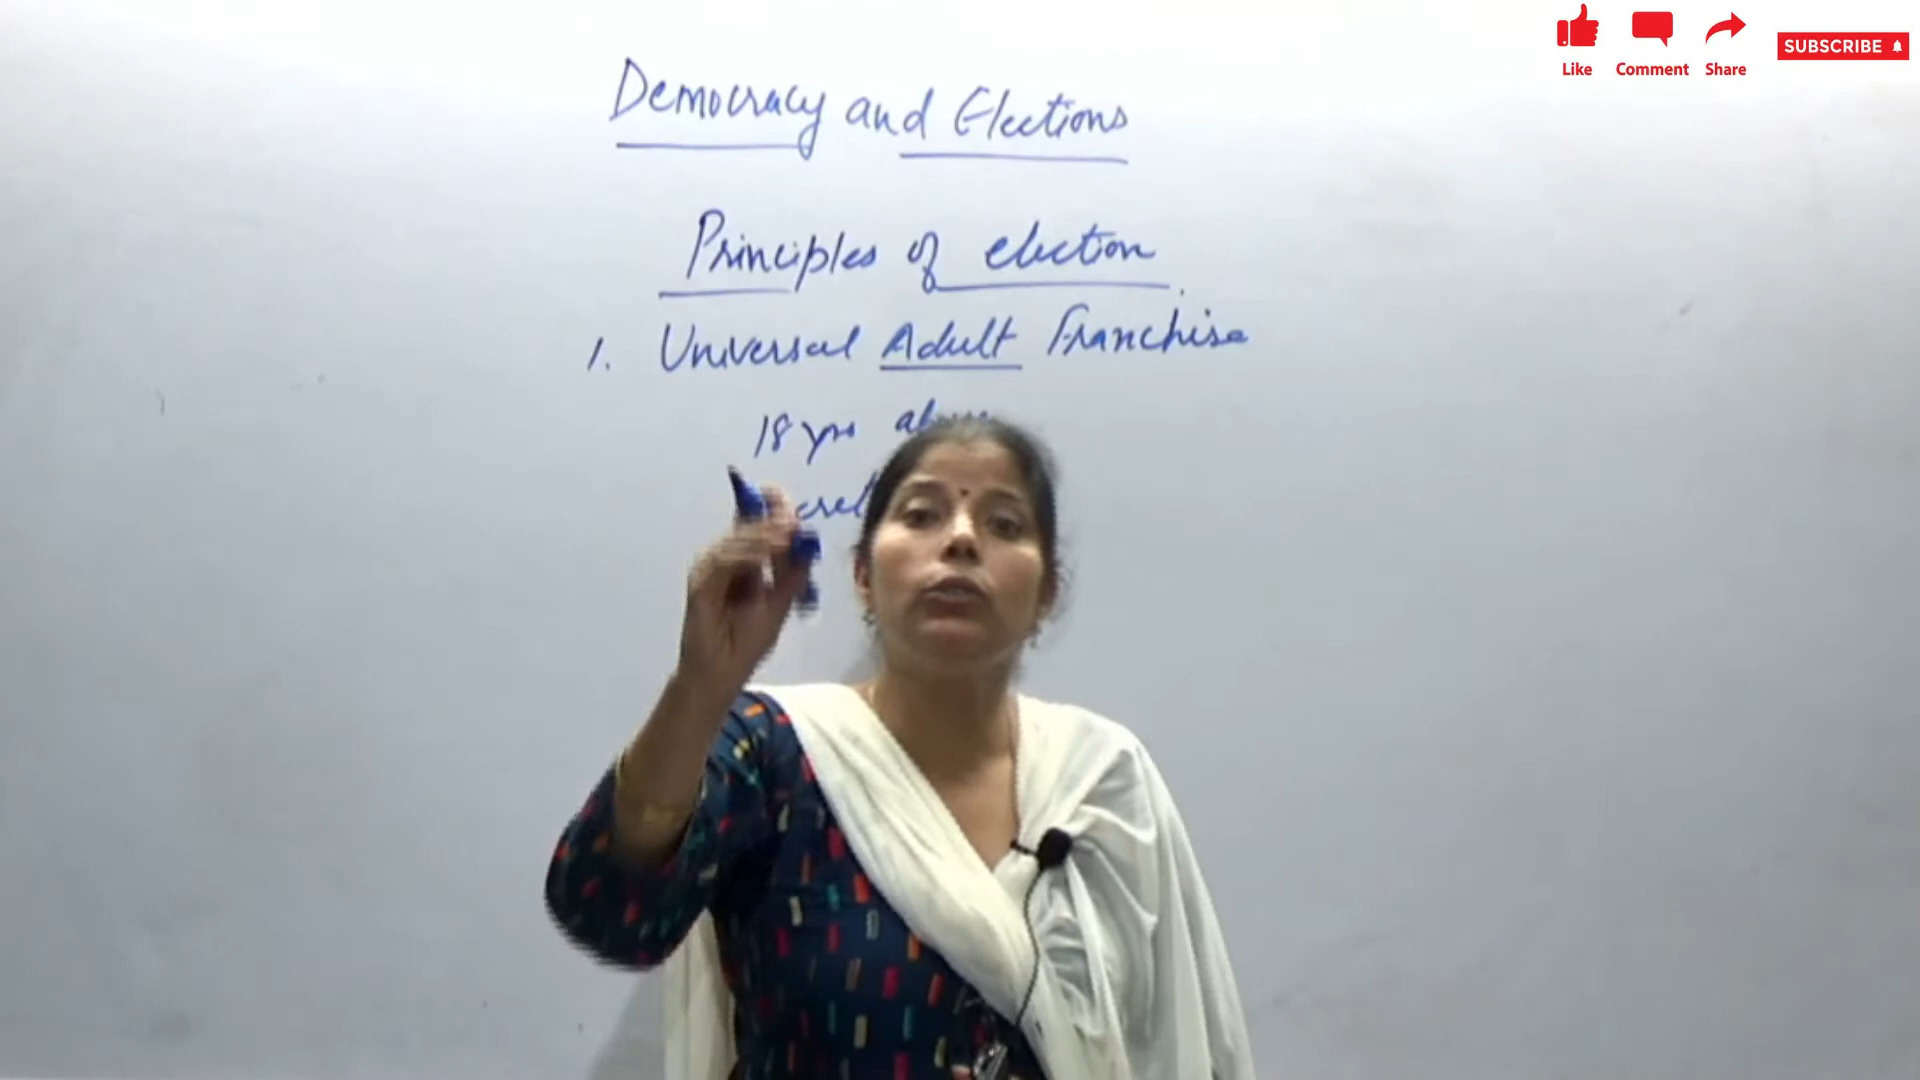 Democracy and Elections
Principles of election
1. Universal Adult Franchise
18 yrs
Like
Comment
Share
SUBSCRIBE